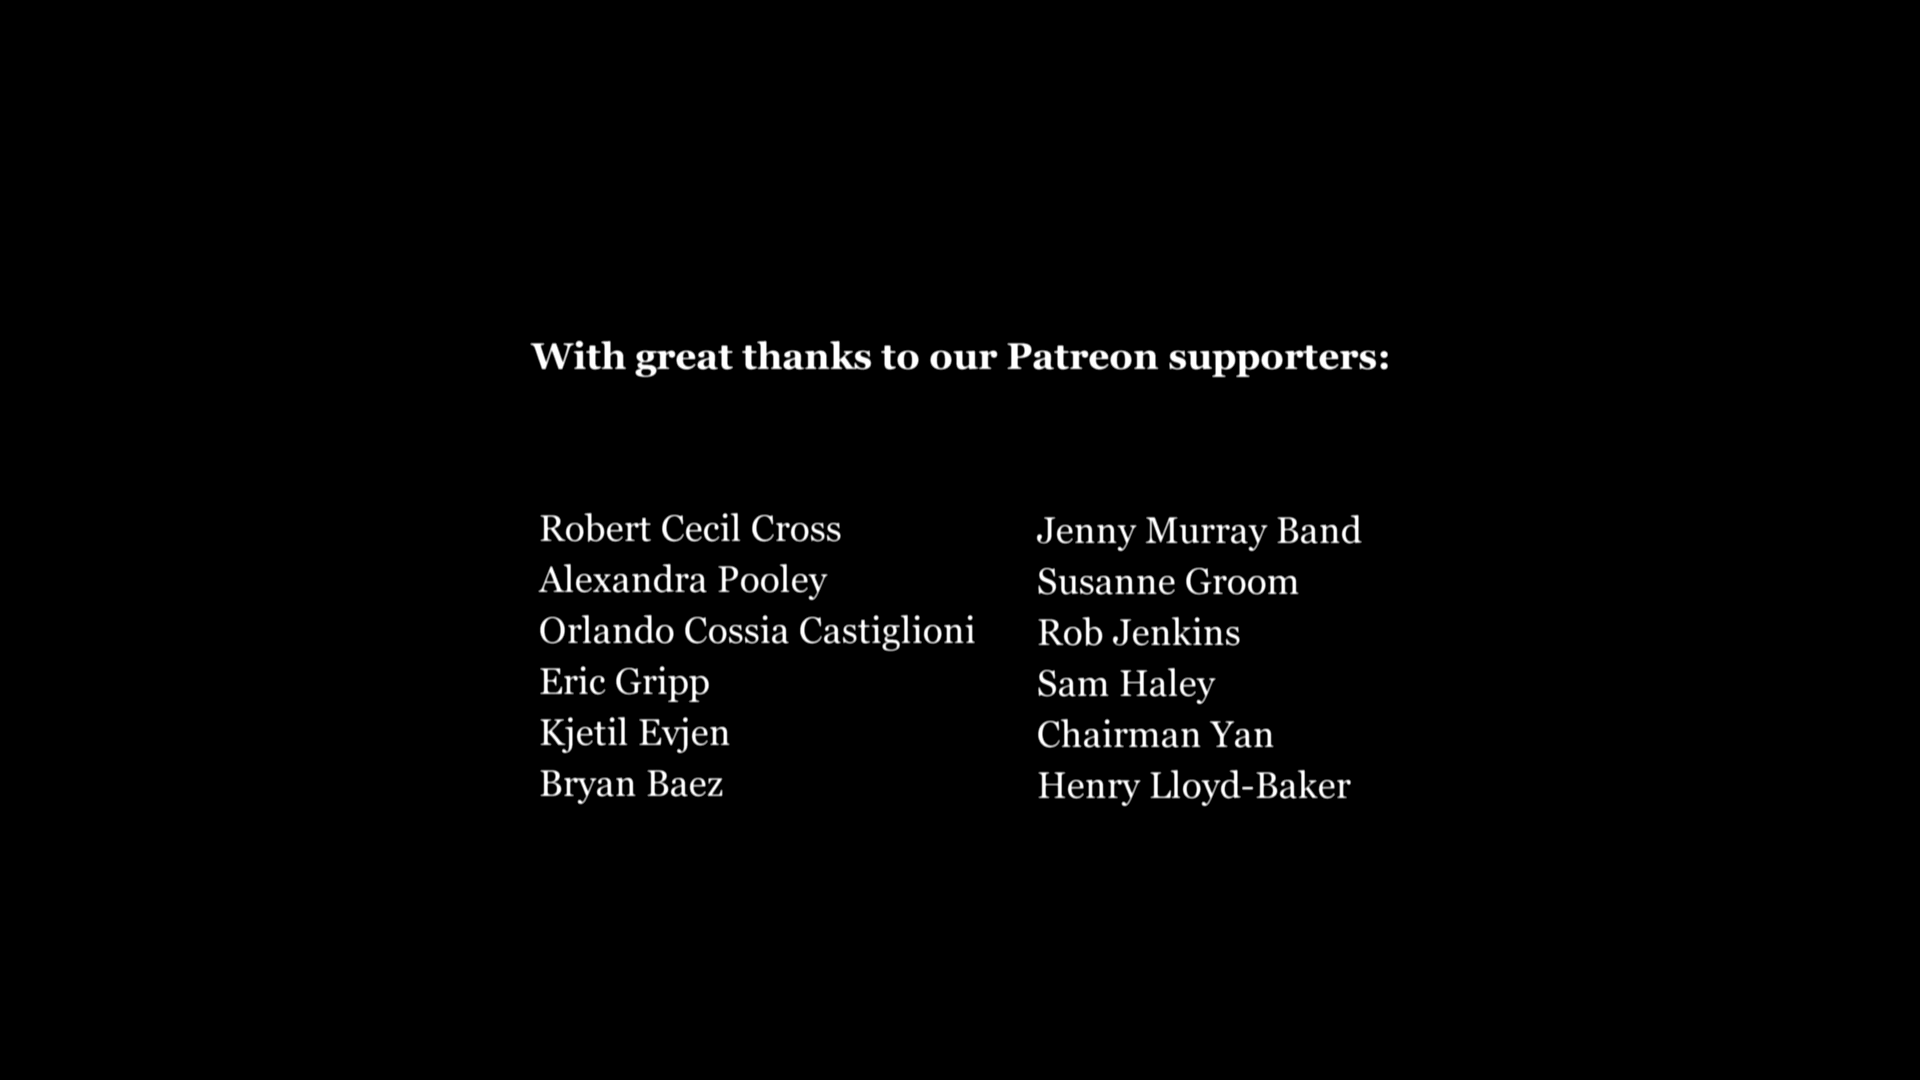 With great thanks to our Patreon supporters:
Robert Cecil Cross
Alexandra Pooley
Orlando Cossia Castiglioni
Eric Gripp
Kjetil Evjen
Bryan Baez
Jenny Murray Band
Susanne Groom
Rob Jenkins
Sam Haley
Chairman Yan
Henry Lloyd-Baker